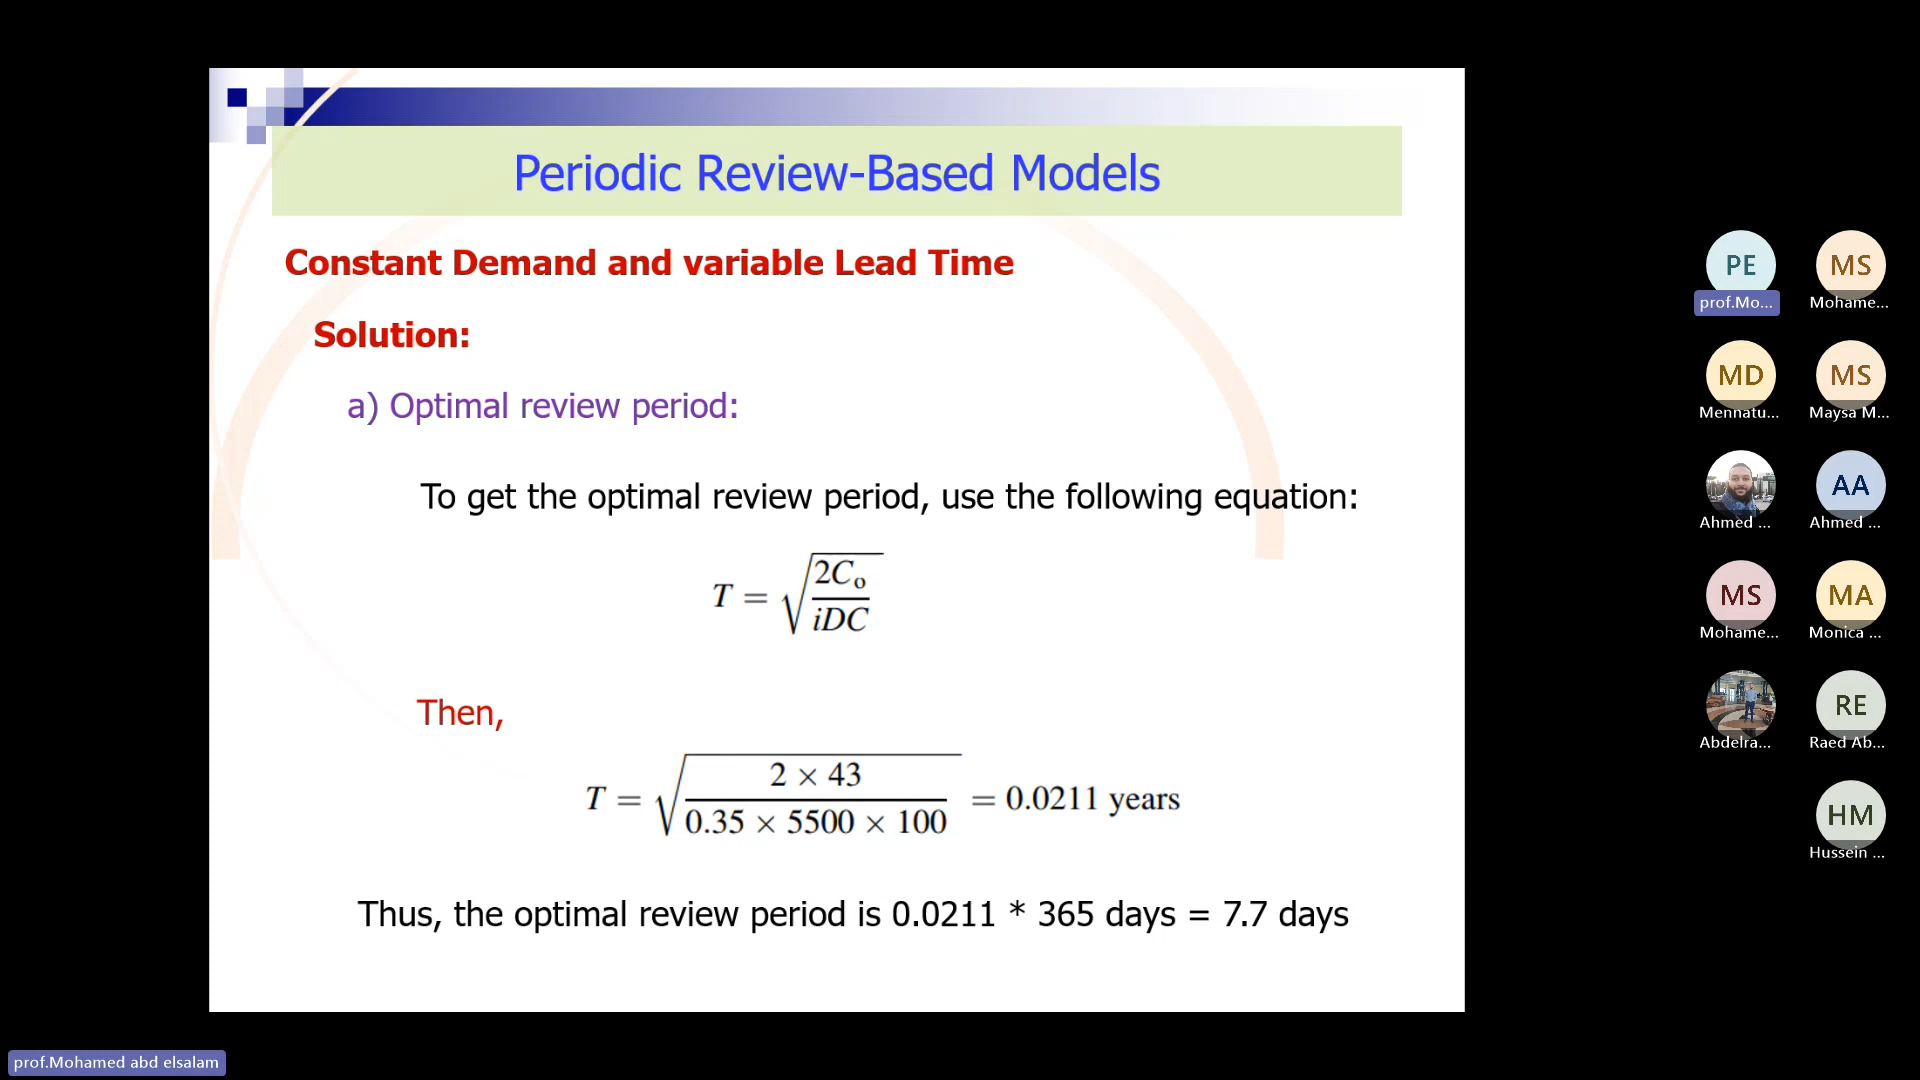 Periodic Review-Based Models
Constant Demand and variable Lead Time
Solution:
a) Optimal review period:
To get the optimal review period, use the following equation:
T = √(2Cₒ / iDC)
Then,
T = √(2 × 43 / 0.35 × 5500 × 100) = 0.0211 years
Thus, the optimal review period is 0.0211 * 365 days = 7.7 days
PE
prof.Mo...
MS
Mohame...
MD
Mennatu...
MS
Maysa M...
Ahmed ...
AA
Ahmed ...
MS
Mohame...
MA
Monica ...
Abdelra...
RE
Raed Ab...
HM
Hussein ...
prof.Mohamed abd elsalam